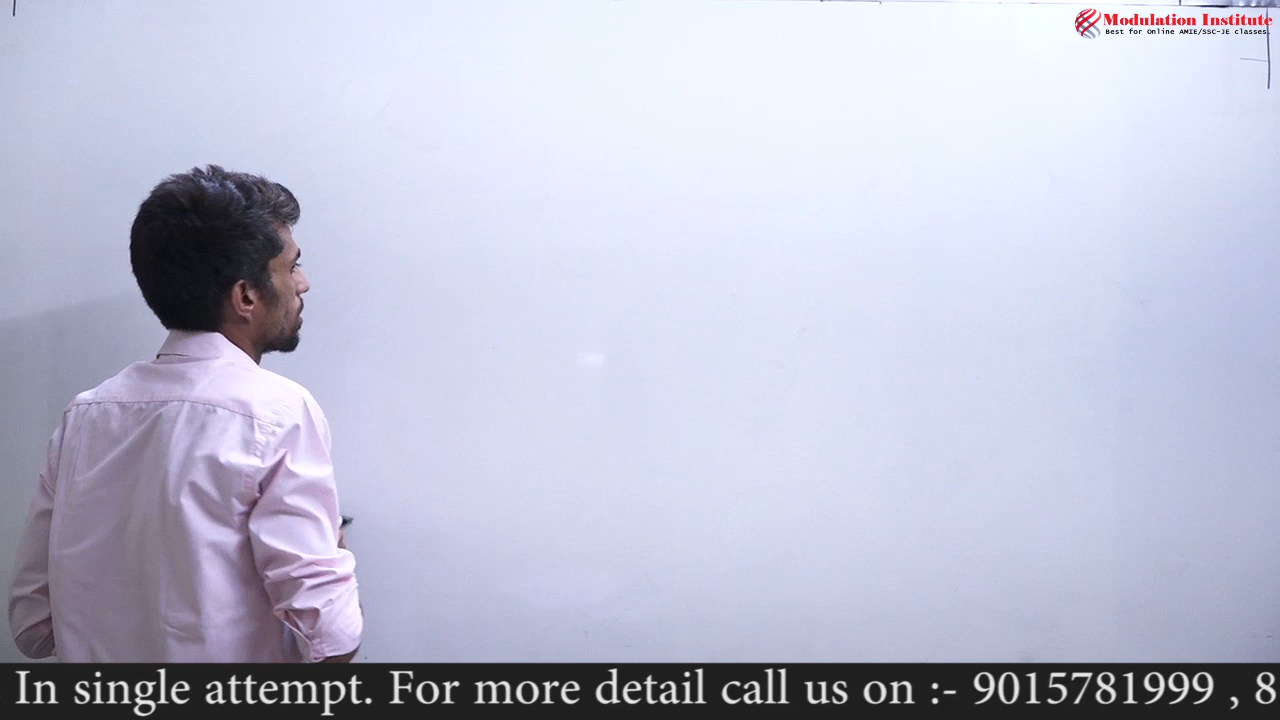 Modulation Institute
Best for Online AMIE/SSC-JE classes.
In single attempt. For more detail call us on :- 9015781999 , 8